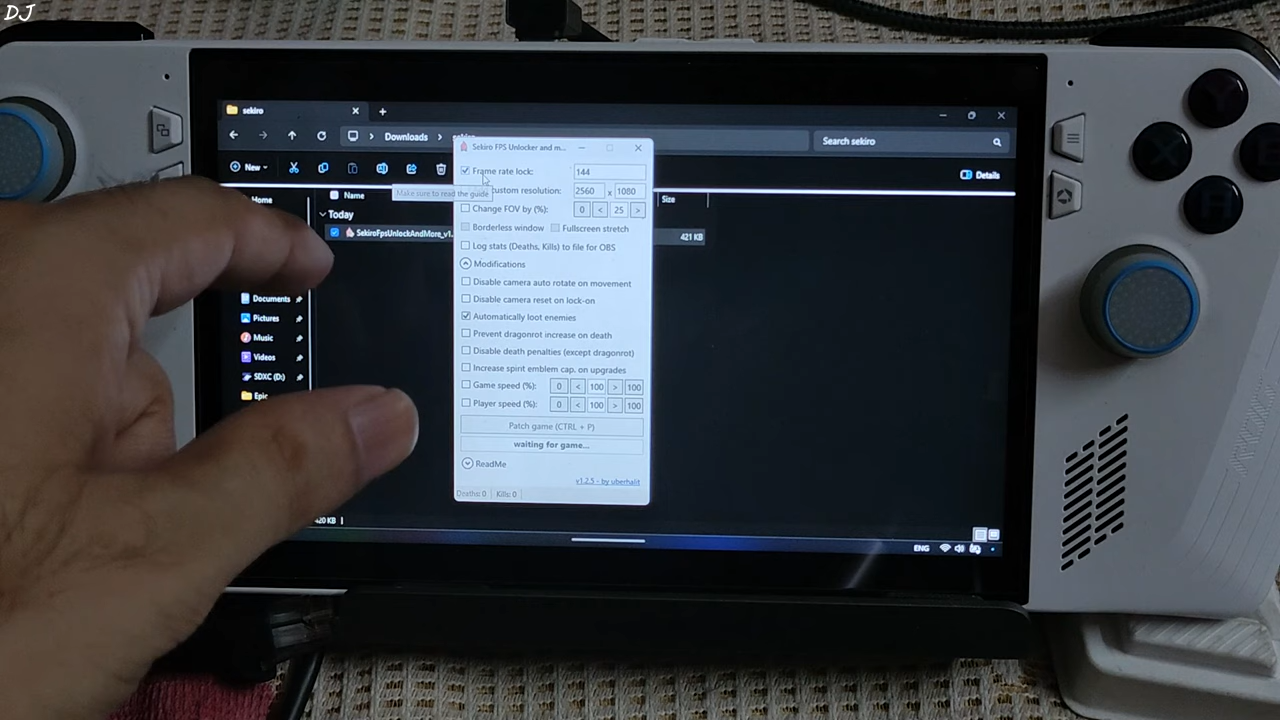 DJ
sekiro
Downloads
Search sekiro
New
Details
Name
Size
Home
Today
SekiroFpsUnlockAndMore_v1.
421 KB
Documents
Pictures
Music
Videos
SDXC (D:)
Epic
420 KB
Sekiro FPS Unlocker and m...
Frame rate lock: 144
Make sure to read the guide
custom resolution: 2560 x 1080
Change FOV by (%): 0 < 25 >
Borderless window Fullscreen stretch
Log stats (Deaths, Kills) to file for OBS
Modifications
Disable camera auto rotate on movement
Disable camera reset on lock-on
Automatically loot enemies
Prevent dragonrot increase on death
Disable death penalties (except dragonrot)
Increase spirit emblem cap. on upgrades
Game speed (%): 0 < 100 > 100
Player speed (%): 0 < 100 > 100
Patch game (CTRL + P)
waiting for game...
ReadMe
v1.2.5 - by uberhalit
Deaths: 0 Kills: 0
ENG
Y
X
B